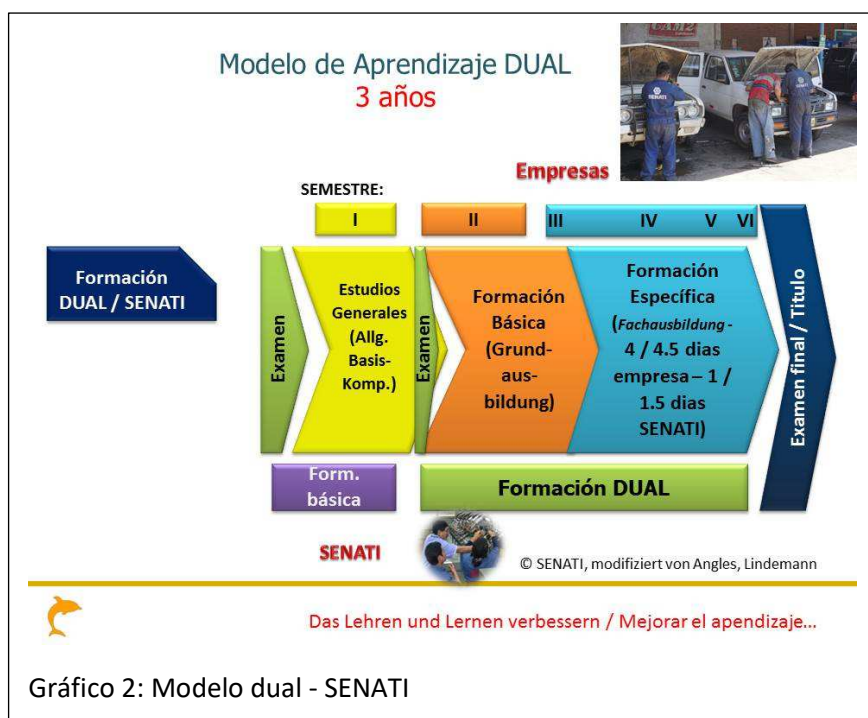 Modelo de Aprendizaje DUAL
3 años
Empresas
SEMESTRE:
I
II
III
IV
V
VI
Formación
DUAL / SENATI
Examen
Estudios
Generales
(Allg.
Basis-
Komp.)
Examen
Formación
Básica
(Grund-
aus-
bildung)
Formación
Específica
(Fachausbildung -
4 / 4.5 dias
empresa – 1 /
1.5 dias
SENATI)
Examen final / Titulo
Form.
básica
Formación DUAL
SENATI
© SENATI, modifiziert von Angles, Lindemann
Das Lehren und Lernen verbessern / Mejorar el apendizaje...
Gráfico 2: Modelo dual - SENATI